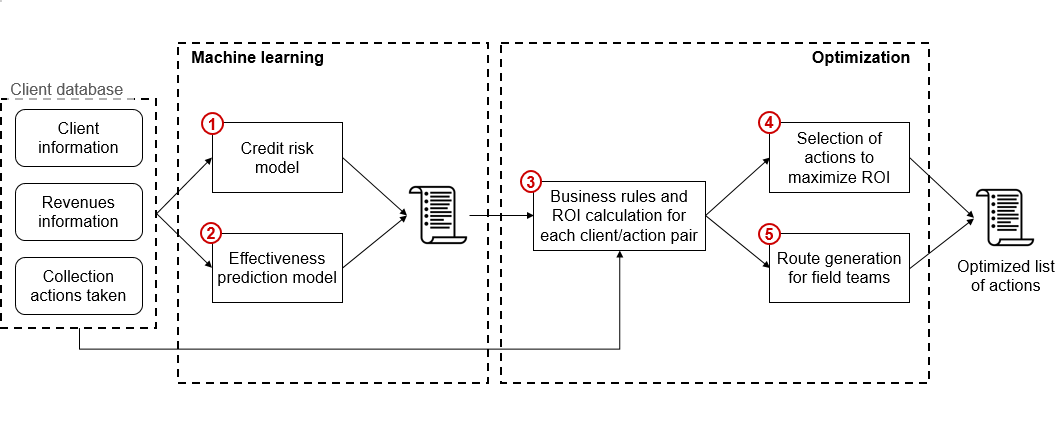 Machine learning
Optimization
Client database
Client
information
Revenues
information
Collection
actions taken
1
Credit risk
model
2
Effectiveness
prediction model
3
Business rules and
ROI calculation for
each client/action pair
4
Selection of
actions to
maximize ROI
5
Route generation
for field teams
Optimized list
of actions